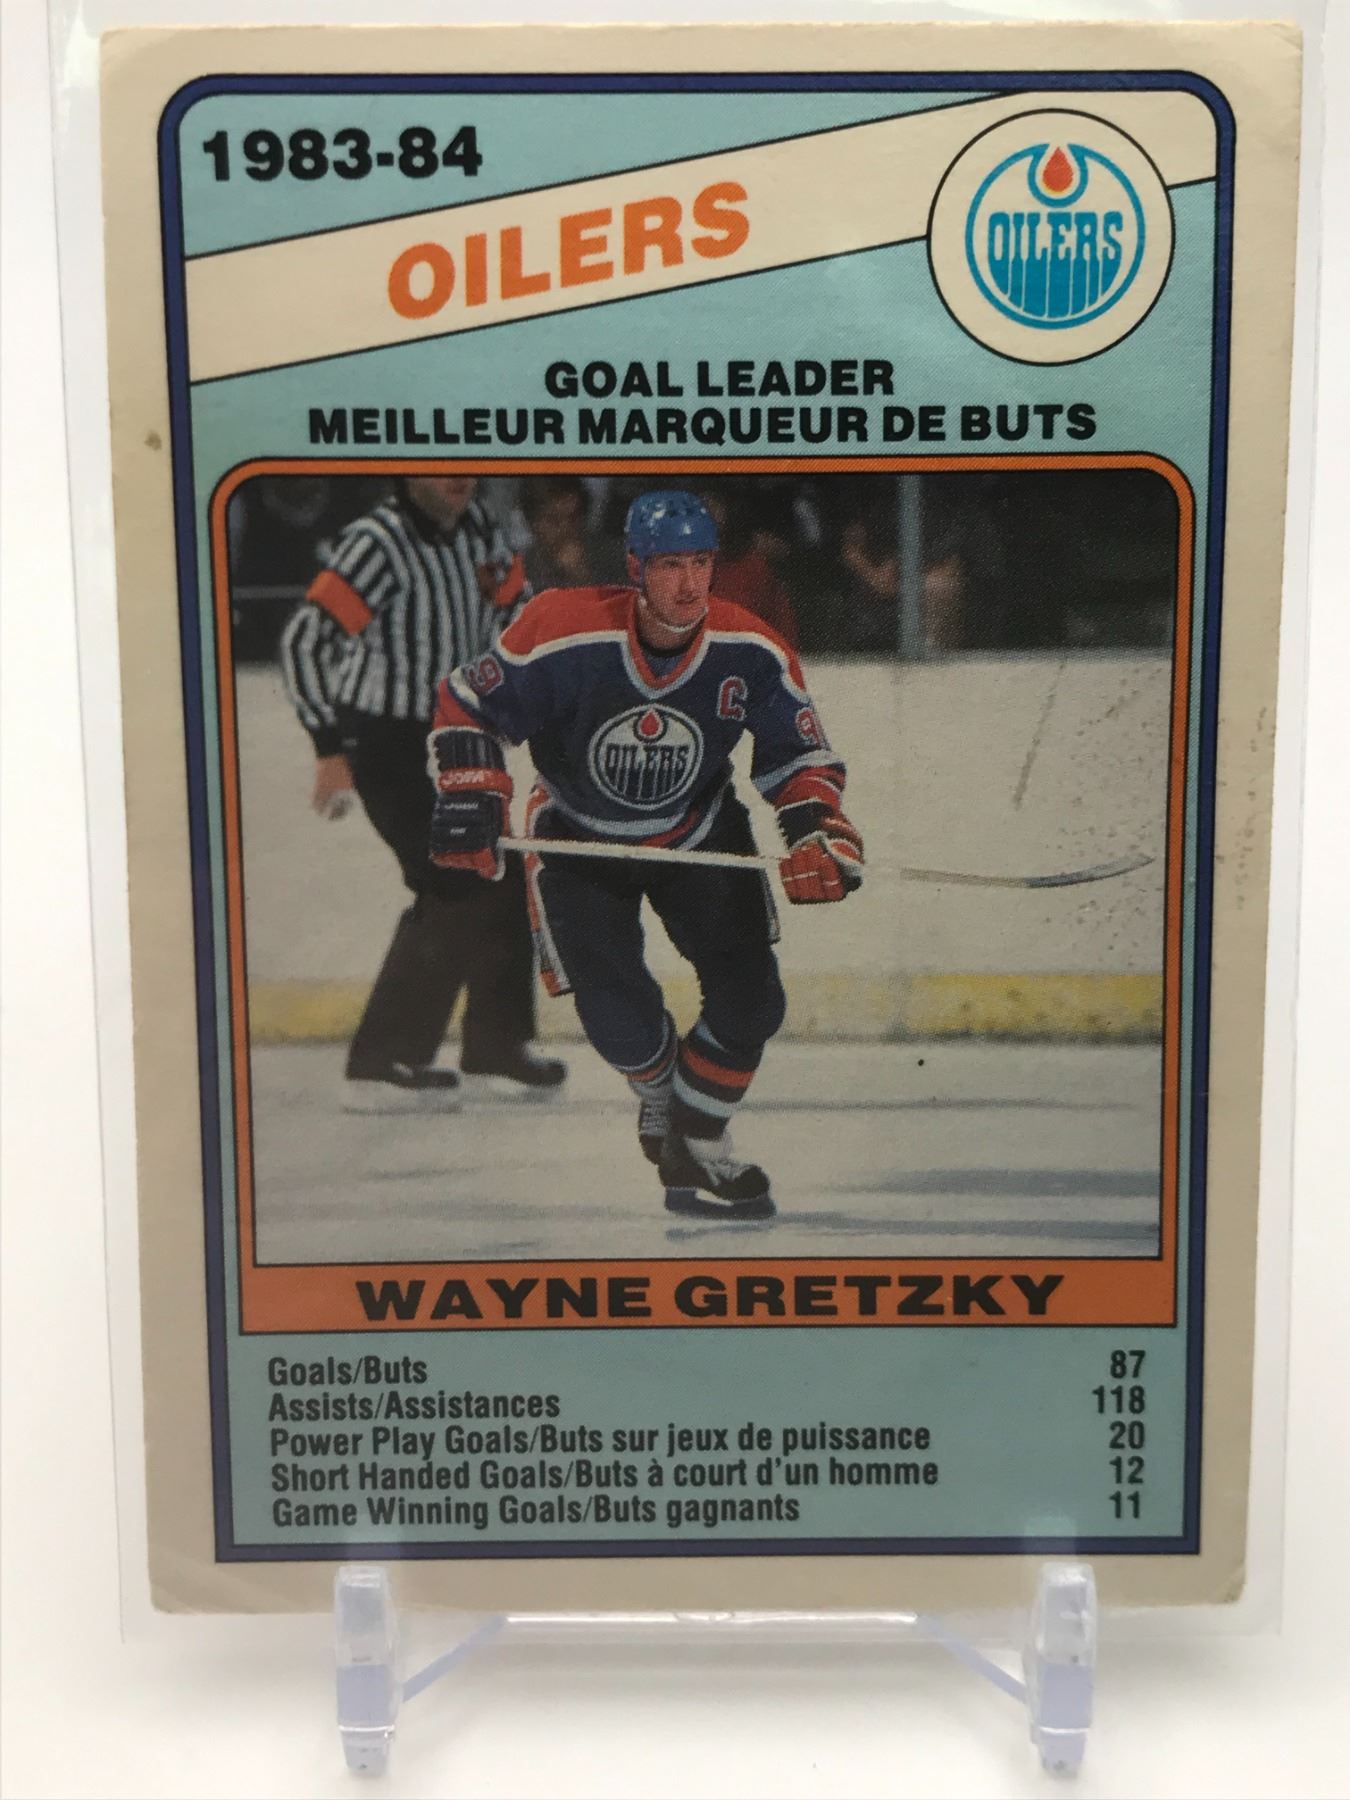 1983-84
OILERS
OILERS
GOAL LEADER
MEILLEUR MARQUEUR DE BUTS
C
OILERS
WAYNE GRETZKY
Goals/Buts 87
Assists/Assistances 118
Power Play Goals/Buts sur jeux de puissance 20
Short Handed Goals/Buts à court d'un homme 12
Game Winning Goals/Buts gagnants 11